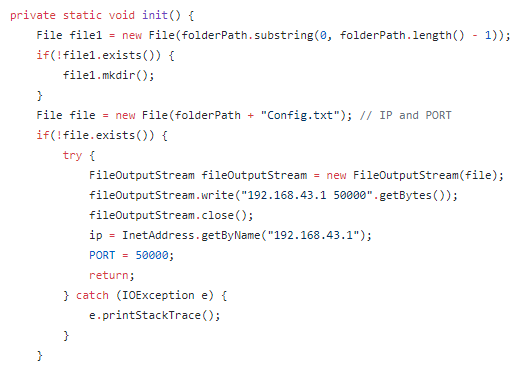 private static void init() {
    File file1 = new File(folderPath.substring(0, folderPath.length() - 1));
    if(!file1.exists()) {
        file1.mkdir();
    }
    File file = new File(folderPath + "Config.txt"); // IP and PORT
    if(!file.exists()) {
        try {
            FileOutputStream fileOutputStream = new FileOutputStream(file);
            fileOutputStream.write("192.168.43.1 50000".getBytes());
            fileOutputStream.close();
            ip = InetAddress.getByName("192.168.43.1");
            PORT = 50000;
            return;
        } catch (IOException e) {
            e.printStackTrace();
        }
    }